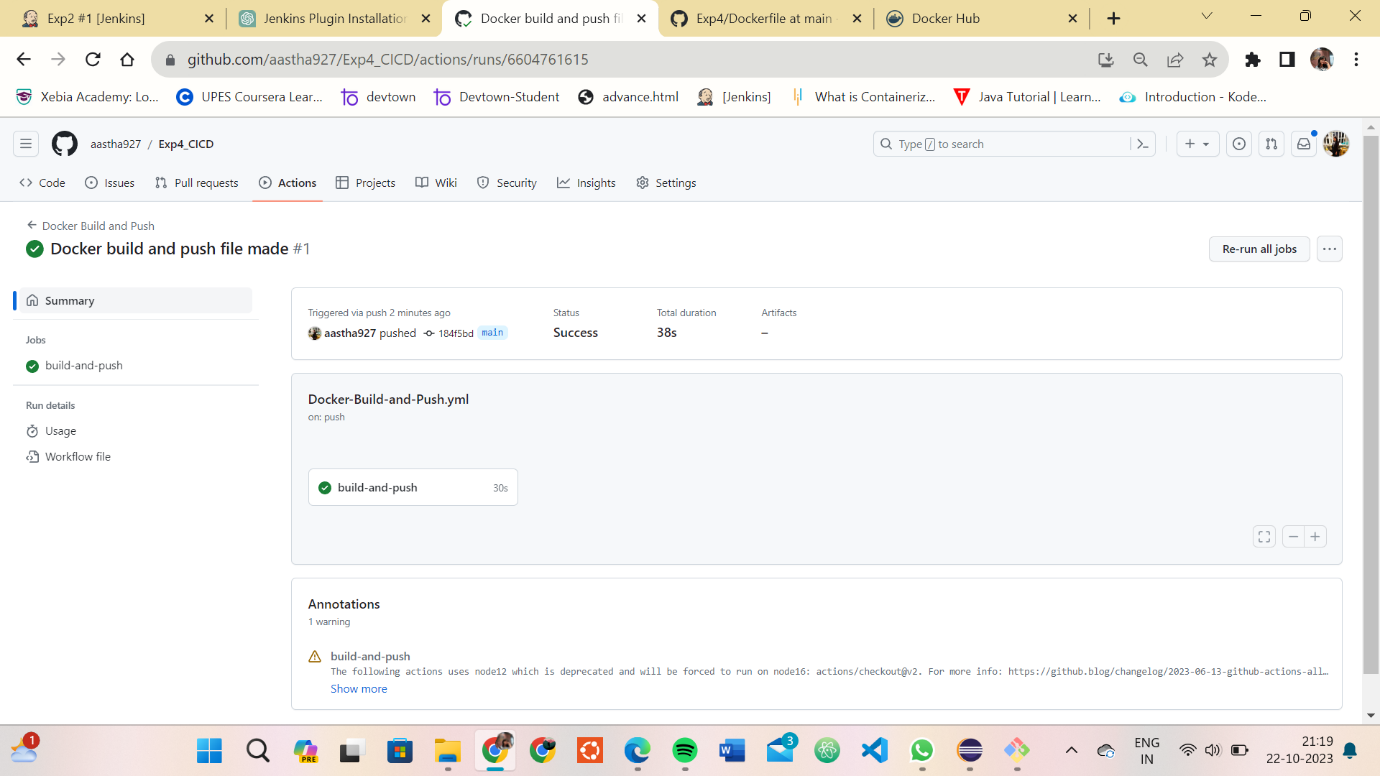 Exp2 #1 [Jenkins]
Jenkins Plugin Installation
Docker build and push fi
Exp4/Dockerfile at main
Docker Hub
github.com/aastha927/Exp4_CICD/actions/runs/6604761615
Xebia Academy: Lo...
UPES Coursera Lear...
devtown
Devtown-Student
advance.html
[Jenkins]
What is Containeriz...
Java Tutorial | Learn...
Introduction - Kode...
aastha927 / Exp4_CICD
Type / to search
Code
Issues
Pull requests
Actions
Projects
Wiki
Security
Insights
Settings
Docker Build and Push
Docker build and push file made #1
Re-run all jobs
Summary
Jobs
build-and-push
Run details
Usage
Workflow file
Triggered via push 2 minutes ago
aastha927 pushed 184f5bd main
Status
Success
Total duration
38s
Artifacts
–
Docker-Build-and-Push.yml
on: push
build-and-push 30s
Annotations
1 warning
build-and-push
The following actions uses node12 which is deprecated and will be forced to run on node16: actions/checkout@v2. For more info: https://github.blog/changelog/2023-06-13-github-actions-all…
Show more
1
PRE
3
ENG
IN
21:19
22-10-2023